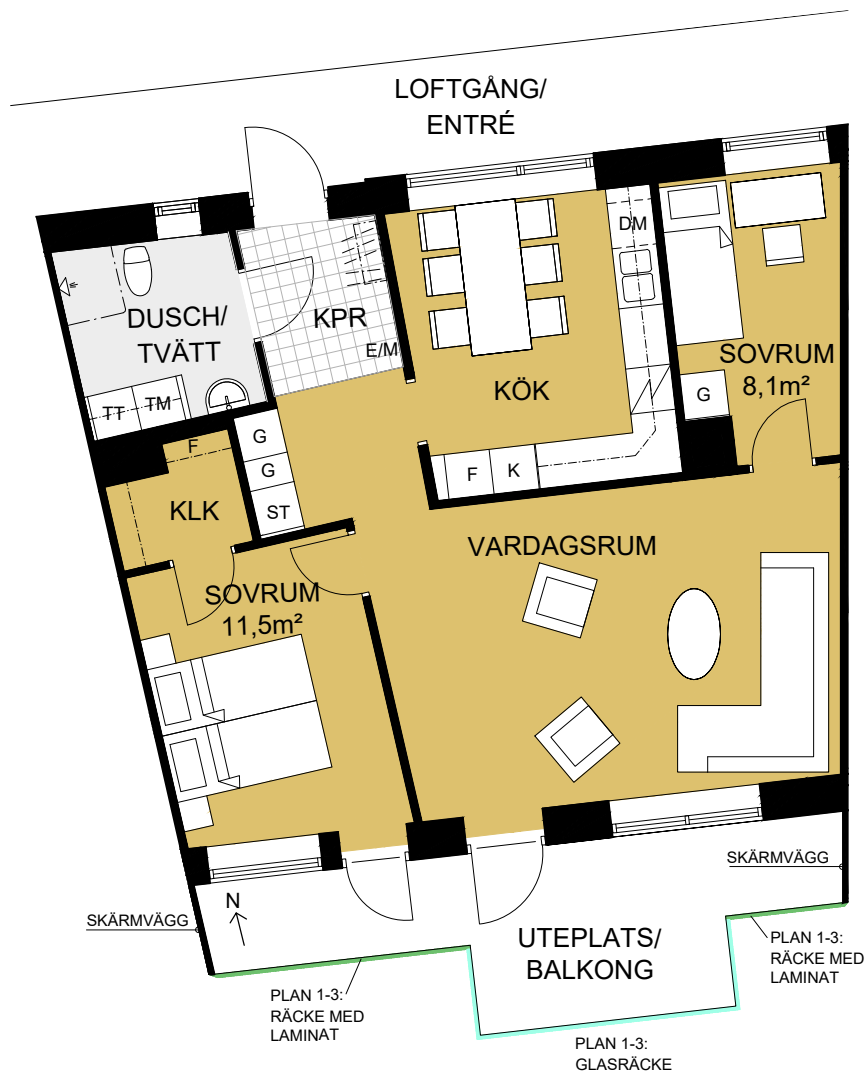 LOFTGÅNG/
ENTRÉ
DM
DUSCH/
TVÄTT
KPR
E/M
KÖK
SOVRUM
8,1m²
G
TT
TM
F
G
G
ST
KLK
F
K
VARDAGSRUM
SOVRUM
11,5m²
SKÄRMVÄGG
N
SKÄRMVÄGG
UTEPLATS/
BALKONG
PLAN 1-3:
RÄCKE MED
LAMINAT
PLAN 1-3:
RÄCKE MED
LAMINAT
PLAN 1-3:
GLASRÄCKE